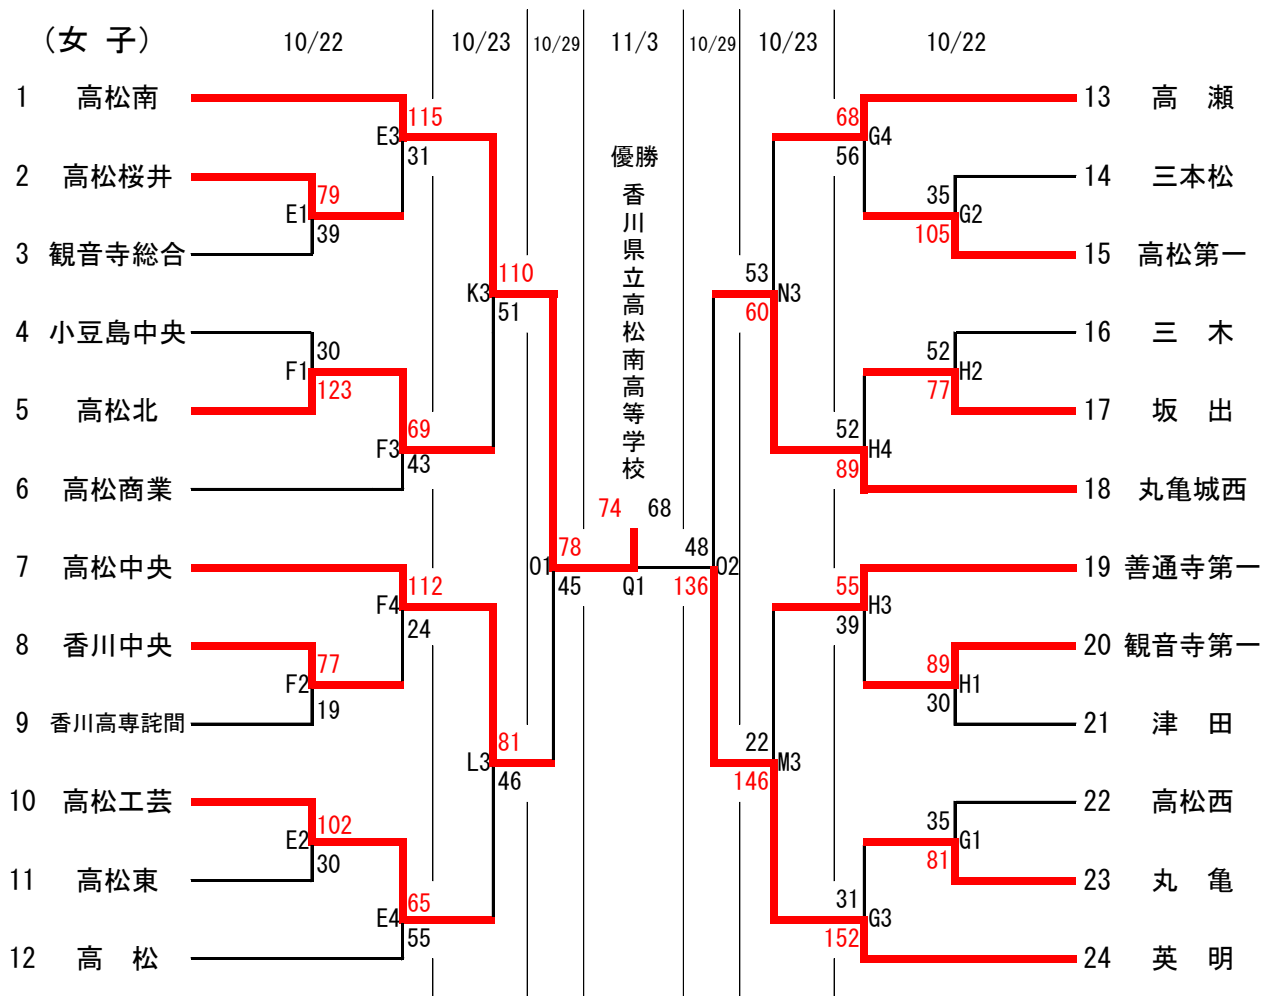 （女 子） 10/22 10/23 10/29 11/3 10/29 10/23 10/22
1 高松南
2 高松桜井
3 観音寺総合
4 小豆島中央
5 高松北
6 高松商業
7 高松中央
8 香川中央
9 香川高専詫間
10 高松工芸
11 高松東
12 高 松
115
E3
31
79
E1
39
30
F1
123
69
F3
43
112
F4
24
77
F2
19
102
E2
30
65
E4
55
110
K3
51
81
L3
46
78
O1
45
優勝
香川県立高松南高等学校
74 68
Q1
48
O2
136
53
N3
60
22
M3
146
68
G4
56
35
G2
105
52
H2
77
52
H4
89
55
H3
39
89
H1
30
35
G1
81
31
G3
152
13 高 瀬
14 三本松
15 高松第一
16 三 木
17 坂 出
18 丸亀城西
19 善通寺第一
20 観音寺第一
21 津 田
22 高松西
23 丸 亀
24 英 明